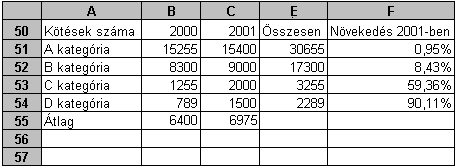 A B C E F
50 Kötések száma 2000 2001 Összesen Növekedés 2001-ben
51 A kategória 15255 15400 30655 0,95%
52 B kategória 8300 9000 17300 8,43%
53 C kategória 1255 2000 3255 59,36%
54 D kategória 789 1500 2289 90,11%
55 Átlag 6400 6975
56
57